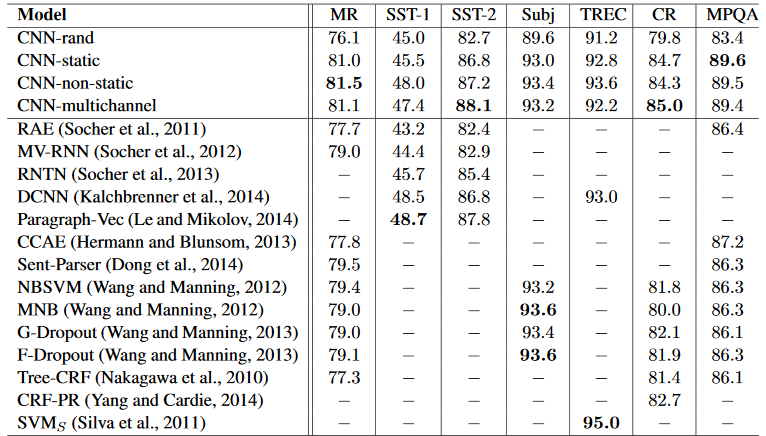 Model MR SST-1 SST-2 Subj TREC CR MPQA
CNN-rand 76.1 45.0 82.7 89.6 91.2 79.8 83.4
CNN-static 81.0 45.5 86.8 93.0 92.8 84.7 89.6
CNN-non-static 81.5 48.0 87.2 93.4 93.6 84.3 89.5
CNN-multichannel 81.1 47.4 88.1 93.2 92.2 85.0 89.4
RAE (Socher et al., 2011) 77.7 43.2 82.4 — — — 86.4
MV-RNN (Socher et al., 2012) 79.0 44.4 82.9 — — — —
RNTN (Socher et al., 2013) — 45.7 85.4 — — — —
DCNN (Kalchbrenner et al., 2014) — 48.5 86.8 — 93.0 — —
Paragraph-Vec (Le and Mikolov, 2014) — 48.7 87.8 — — — —
CCAE (Hermann and Blunsom, 2013) 77.8 — — — — — 87.2
Sent-Parser (Dong et al., 2014) 79.5 — — — — — 86.3
NBSVM (Wang and Manning, 2012) 79.4 — — 93.2 — 81.8 86.3
MNB (Wang and Manning, 2012) 79.0 — — 93.6 — 80.0 86.3
G-Dropout (Wang and Manning, 2013) 79.0 — — 93.4 — 82.1 86.1
F-Dropout (Wang and Manning, 2013) 79.1 — — 93.6 — 81.9 86.3
Tree-CRF (Nakagawa et al., 2010) 77.3 — — — — 81.4 86.1
CRF-PR (Yang and Cardie, 2014) — — — — — 82.7 —
SVMS (Silva et al., 2011) — — — — 95.0 — —